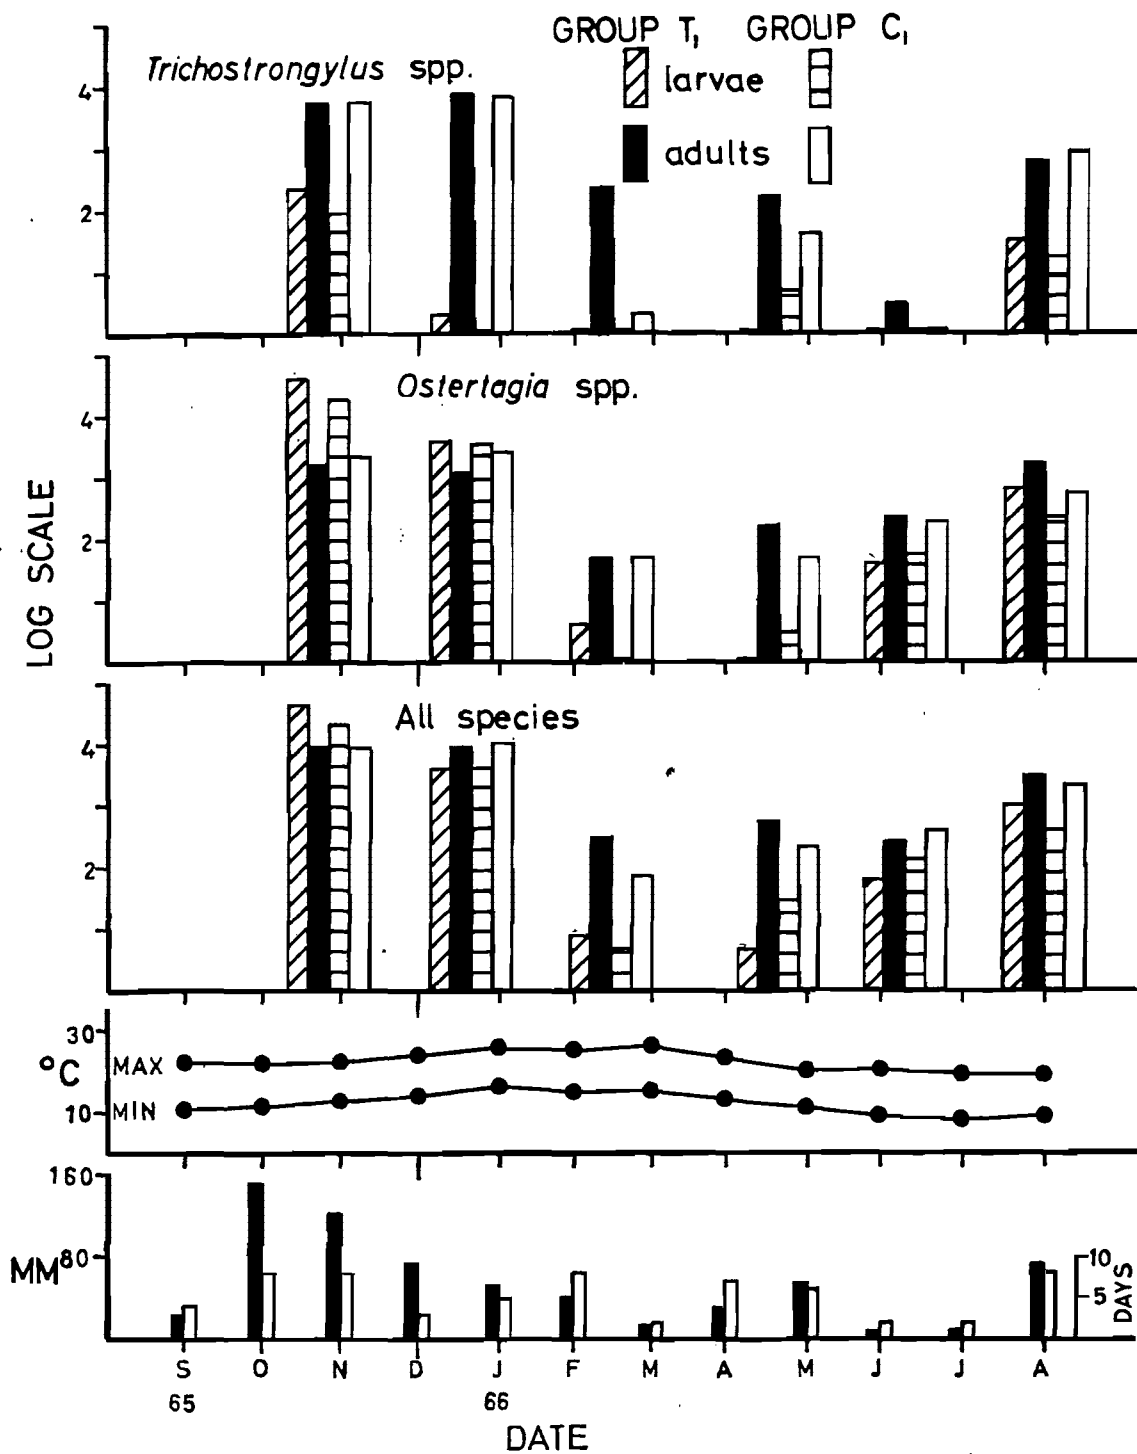 GROUP T₁ GROUP C₁
Trichostrongylus spp.
larvae
adults
4
2
Ostertagia spp.
4
2
LOG SCALE
All species
4
2
30
°C MAX
10 MIN
160
MM 80
10
5
DAYS
S O N D J F M A M J J A
65 66
DATE